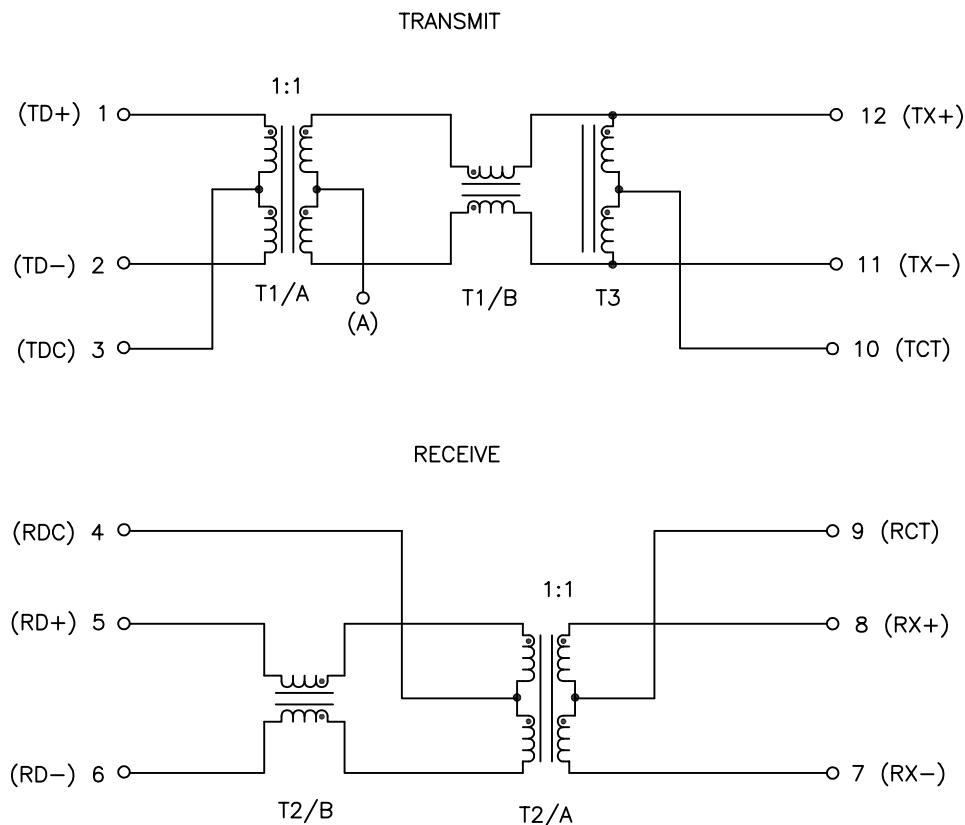 TRANSMIT
1:1
(TD+) 1
12 (TX+)
(TD-) 2
11 (TX-)
T1/A
T1/B
T3
(A)
(TDC) 3
10 (TCT)
RECEIVE
(RDC) 4
9 (RCT)
1:1
(RD+) 5
8 (RX+)
(RD-) 6
7 (RX-)
T2/B
T2/A